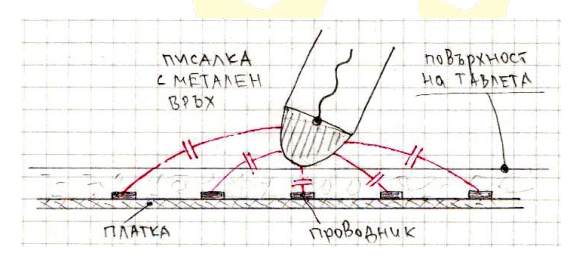 ПИСАЛКА
С МЕТАЛЕН
ВРЪХ
ПОВЪРХНОСТ
НА ТАБЛЕТА
ПЛАТКА
ПРОВОДНИК